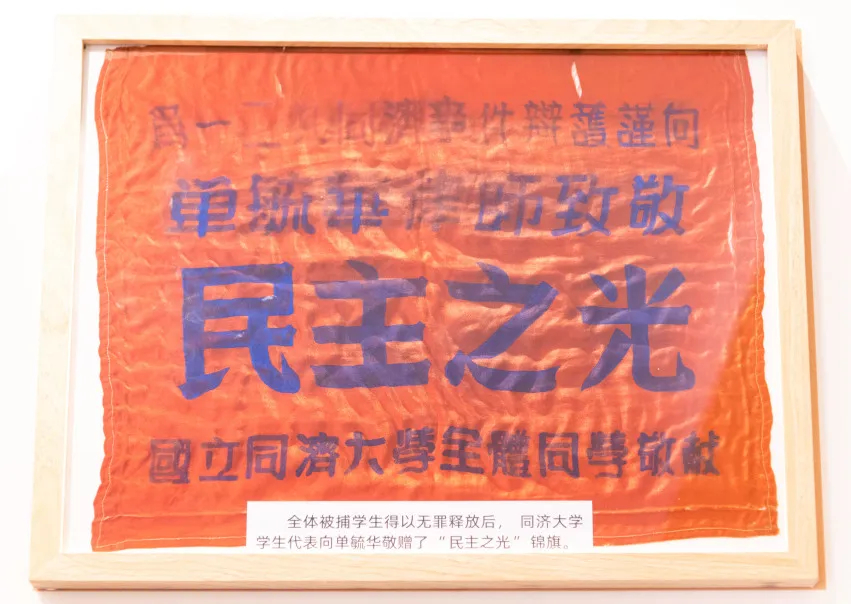 為一二九同濟事件辯護謹向
单毓華律師致敬
民主之光
國立同濟大學全體同學敬献
全体被捕学生得以无罪释放后，同济大学
学生代表向单毓华敬赠了“民主之光”锦旗。